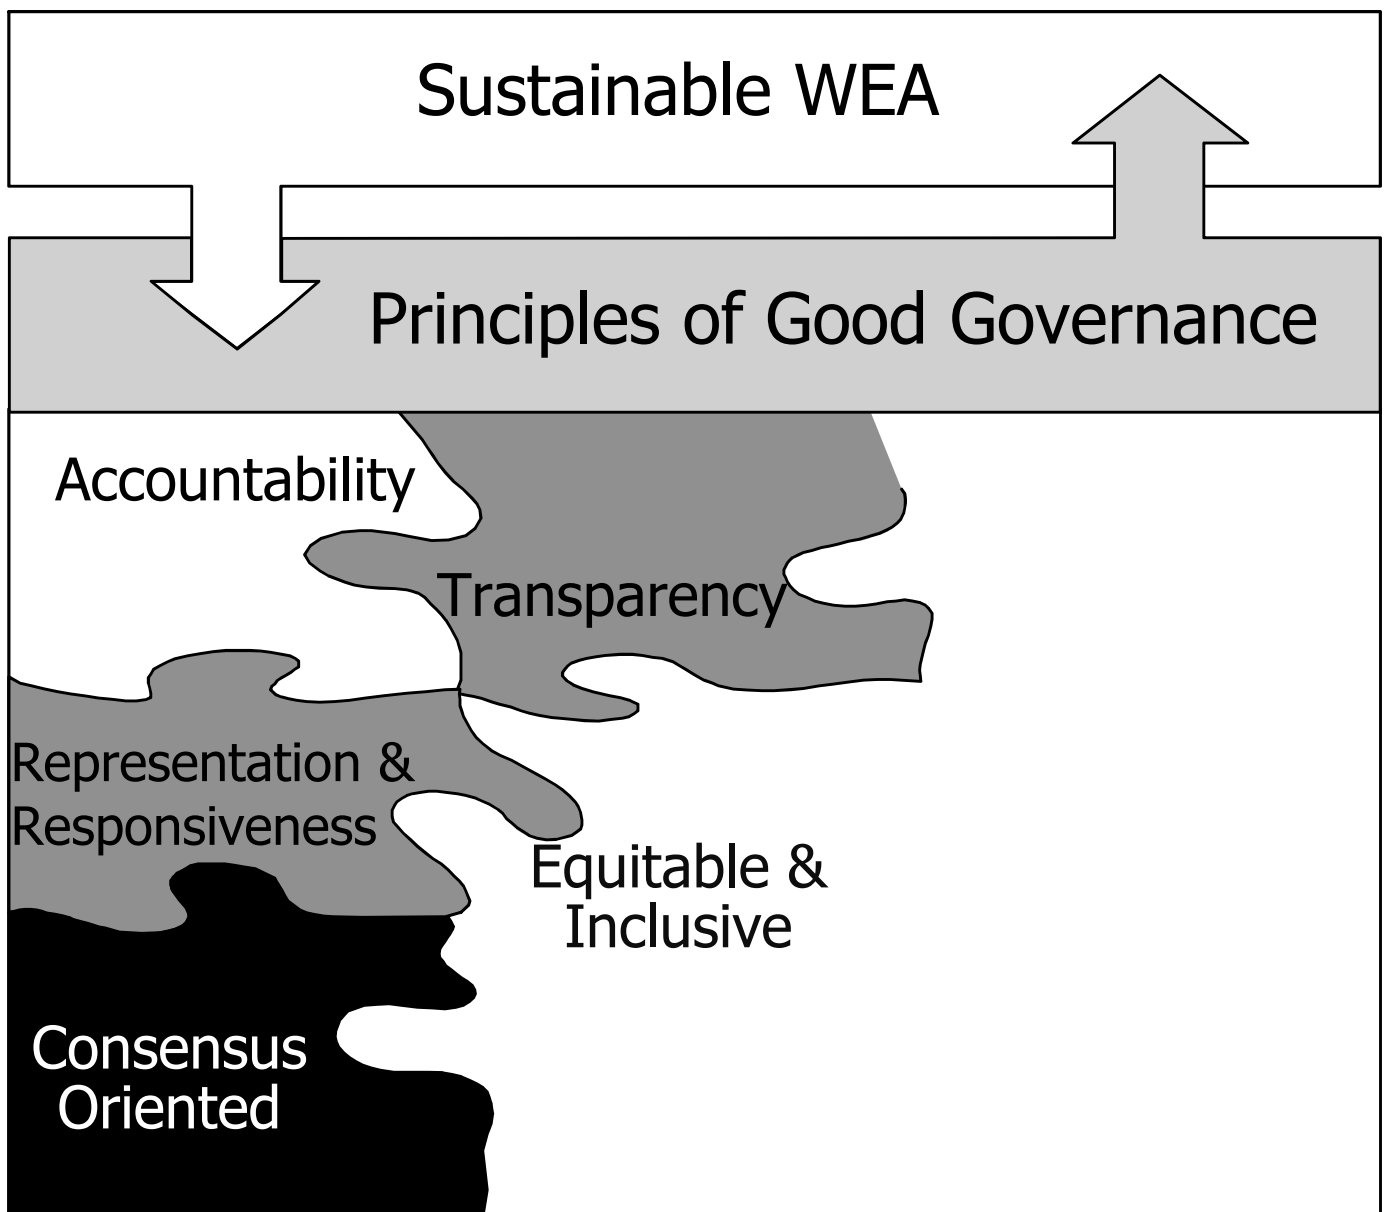 Sustainable WEA
Principles of Good Governance
Accountability
Transparency
Representation &
Responsiveness
Equitable &
Inclusive
Consensus
Oriented